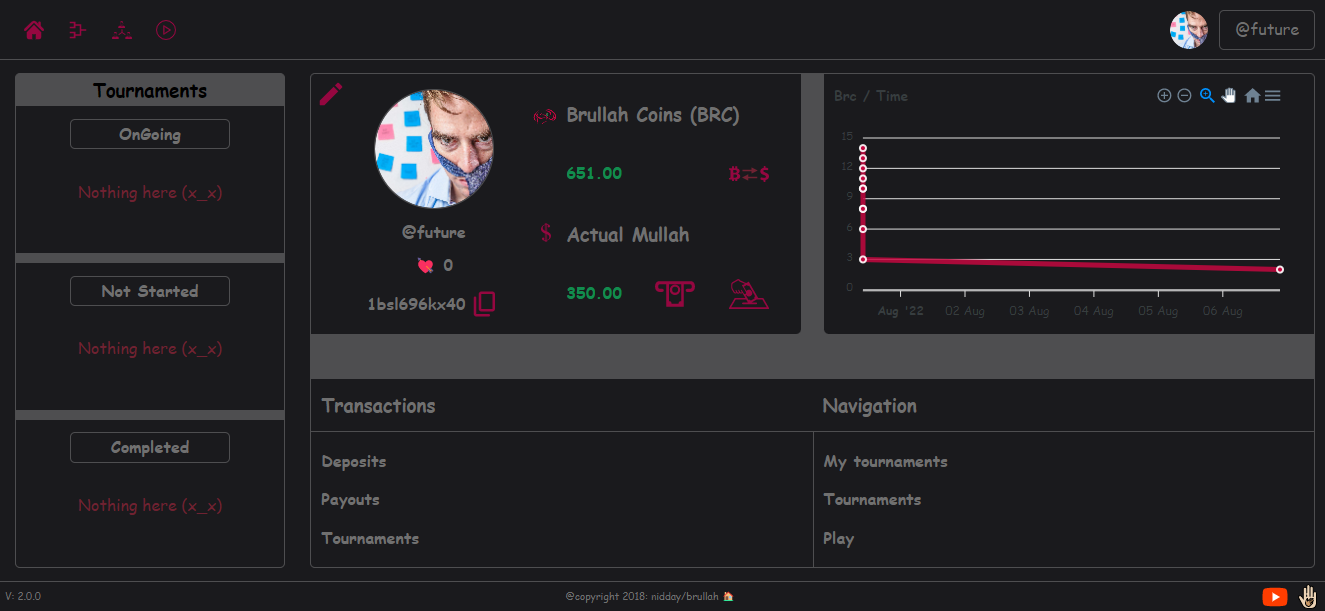 @future
Tournaments
OnGoing
Nothing here (x_x)
Not Started
Nothing here (x_x)
Completed
Nothing here (x_x)
@future
0
1bsl696kx40
Brullah Coins (BRC)
651.00
$ Actual Mullah
350.00
Brc / Time
15
12
9
6
3
0
Aug '22 02 Aug 03 Aug 04 Aug 05 Aug 06 Aug
Transactions
Deposits
Payouts
Tournaments
Navigation
My tournaments
Tournaments
Play
V: 2.0.0
@copyright 2018: nidday/brullah